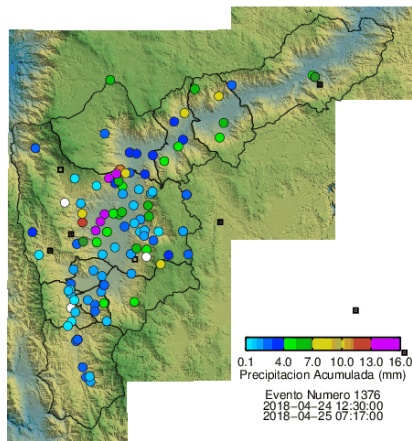 0.1 4.0 7.0 10.0 13.0 16.0
Precipitacion Acumulada (mm)
Evento Numero 1376
2018-04-24 12:30:00
2018-04-25 07:17:00